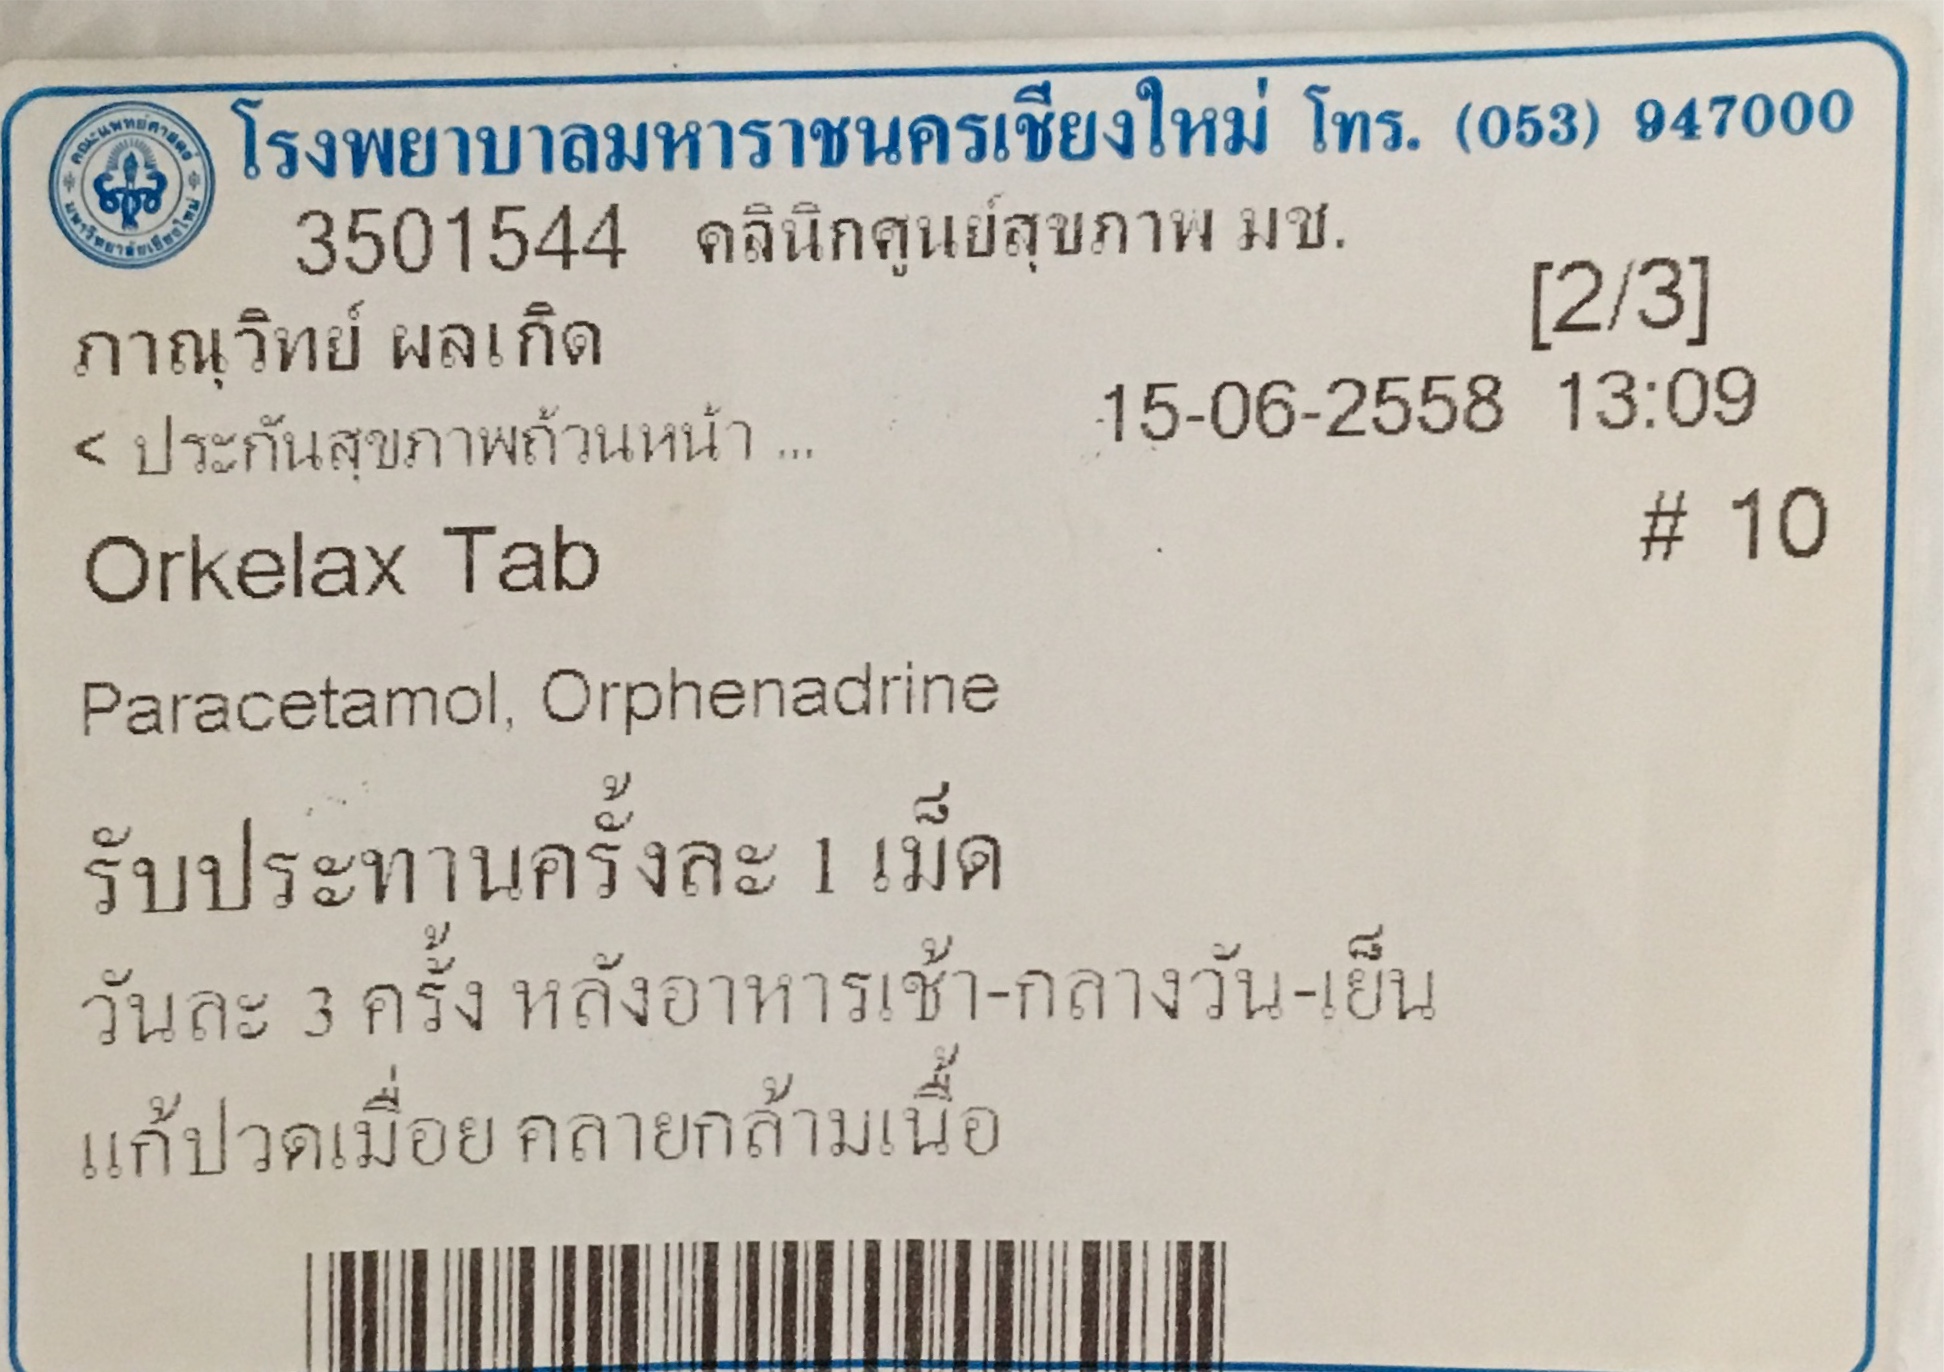 โรงพยาบาลมหาราชนครเชียงใหม่ โทร. (053) 947000
คณะแพทยศาสตร์
มหาวิทยาลัยเชียงใหม่
3501544 คลินิกศูนย์สุขภาพ มช.
[2/3]
ภาณุวิทย์ ผลเกิด
15-06-2558 13:09
< ประกันสุขภาพถ้วนหน้า ...
Orkelax Tab # 10
Paracetamol, Orphenadrine
รับประทานครั้งละ 1 เม็ด
วันละ 3 ครั้ง หลังอาหารเช้า-กลางวัน-เย็น
แก้ปวดเมื่อย คลายกล้ามเนื้อ